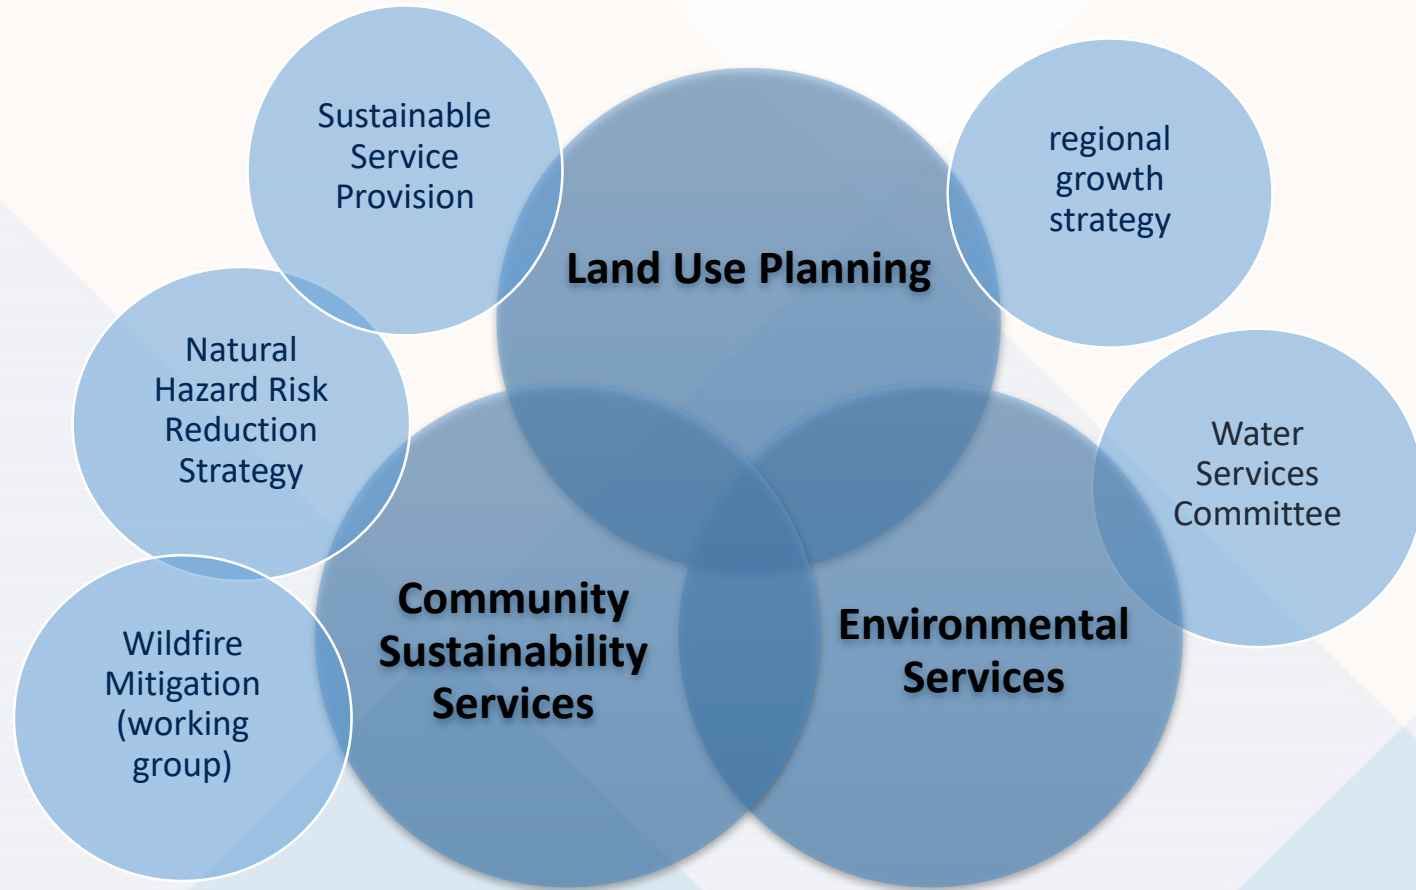 Sustainable
Service
Provision
regional
growth
strategy
Land Use Planning
Natural
Hazard Risk
Reduction
Strategy
Water
Services
Committee
Community
Sustainability
Services
Environmental
Services
Wildfire
Mitigation
(working
group)